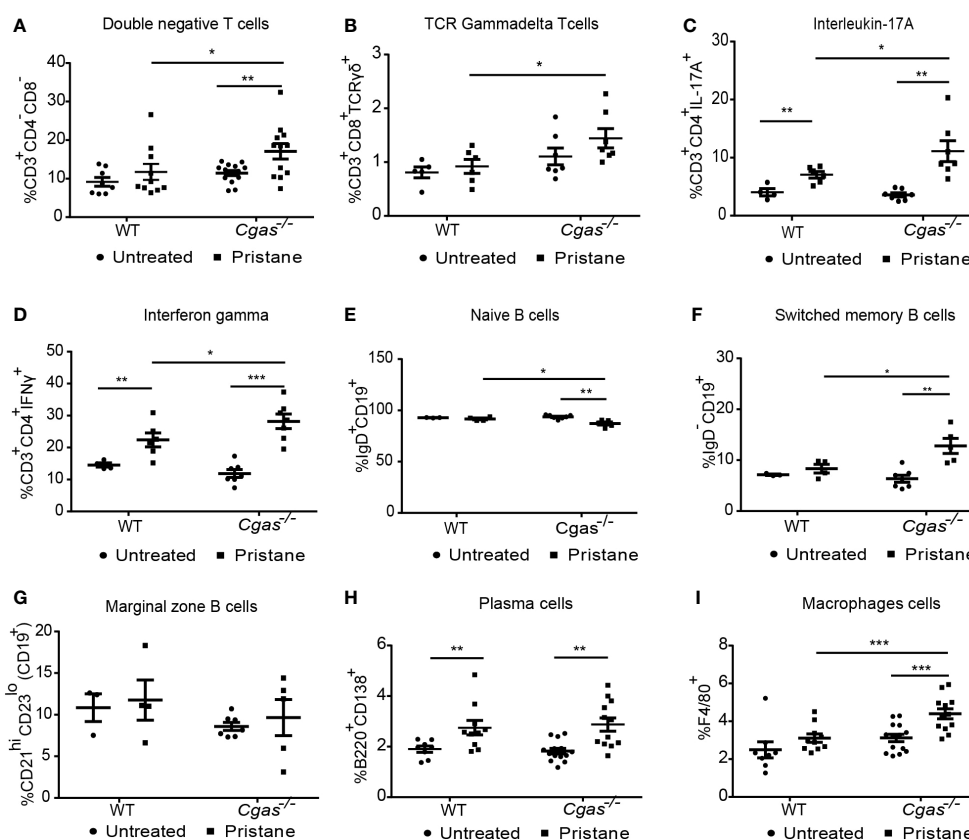 A Double negative T cells
%CD3+CD4-CD8-
40
30
20
10
0
*
**
WT Cgas-/-
● Untreated ■ Pristane
B TCR Gammadelta Tcells
%CD3+CD8+TCRγδ+
3
2
1
0
*
WT Cgas-/-
● Untreated ■ Pristane
C Interleukin-17A
%CD3+CD4+IL-17A+
30
20
10
0
*
**
**
WT Cgas-/-
● Untreated ■ Pristane
D Interferon gamma
%CD3+CD4+IFNγ+
50
40
30
20
10
0
*
**
***
WT Cgas-/-
● Untreated ■ Pristane
E Naive B cells
%IgD+CD19+
150
100
50
0
*
**
WT Cgas-/-
● Untreated ■ Pristane
F Switched memory B cells
%IgD-CD19+
30
20
10
0
*
**
WT Cgas-/-
● Untreated ■ Pristane
G Marginal zone B cells
%CD21hiCD23lo(CD19+)
20
15
10
5
0
WT Cgas-/-
● Untreated ■ Pristane
H Plasma cells
%B220+CD138+
6
4
2
0
**
**
WT Cgas-/-
● Untreated ■ Pristane
I Macrophages cells
%F4/80+
6
4
2
0
***
***
WT Cgas-/-
● Untreated ■ Pristane